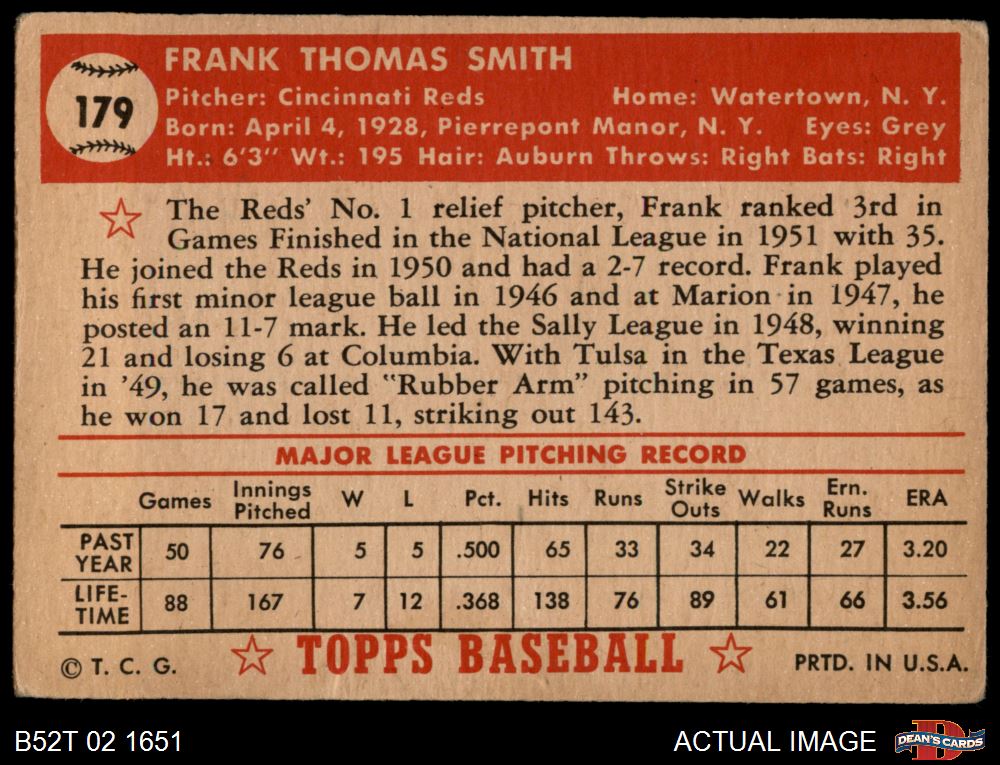 179
FRANK THOMAS SMITH
Pitcher: Cincinnati Reds Home: Watertown, N. Y.
Born: April 4, 1928, Pierrepont Manor, N. Y. Eyes: Grey
Ht.: 6'3" Wt.: 195 Hair: Auburn Throws: Right Bats: Right
The Reds' No. 1 relief pitcher, Frank ranked 3rd in
Games Finished in the National League in 1951 with 35.
He joined the Reds in 1950 and had a 2-7 record. Frank played
his first minor league ball in 1946 and at Marion in 1947, he
posted an 11-7 mark. He led the Sally League in 1948, winning
21 and losing 6 at Columbia. With Tulsa in the Texas League
in '49, he was called "Rubber Arm" pitching in 57 games, as
he won 17 and lost 11, striking out 143.
MAJOR LEAGUE PITCHING RECORD
Games Innings Pitched W L Pct. Hits Runs Strike Outs Walks Ern. Runs ERA
PAST YEAR 50 76 5 5 .500 65 33 34 22 27 3.20
LIFE-TIME 88 167 7 12 .368 138 76 89 61 66 3.56
© T. C. G. TOPPS BASEBALL PRTD. IN U.S.A.
B52T 02 1651 ACTUAL IMAGE DEAN'S CARDS